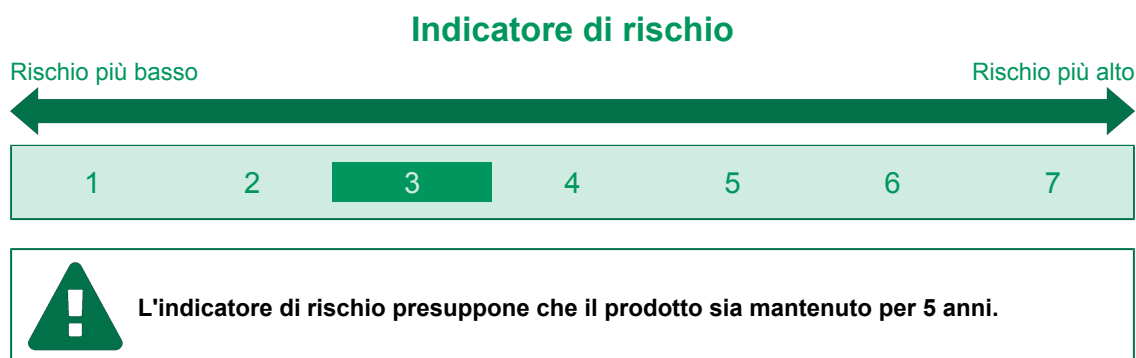 Indicatore di rischio
Rischio più basso Rischio più alto
1 2 3 4 5 6 7
L'indicatore di rischio presuppone che il prodotto sia mantenuto per 5 anni.